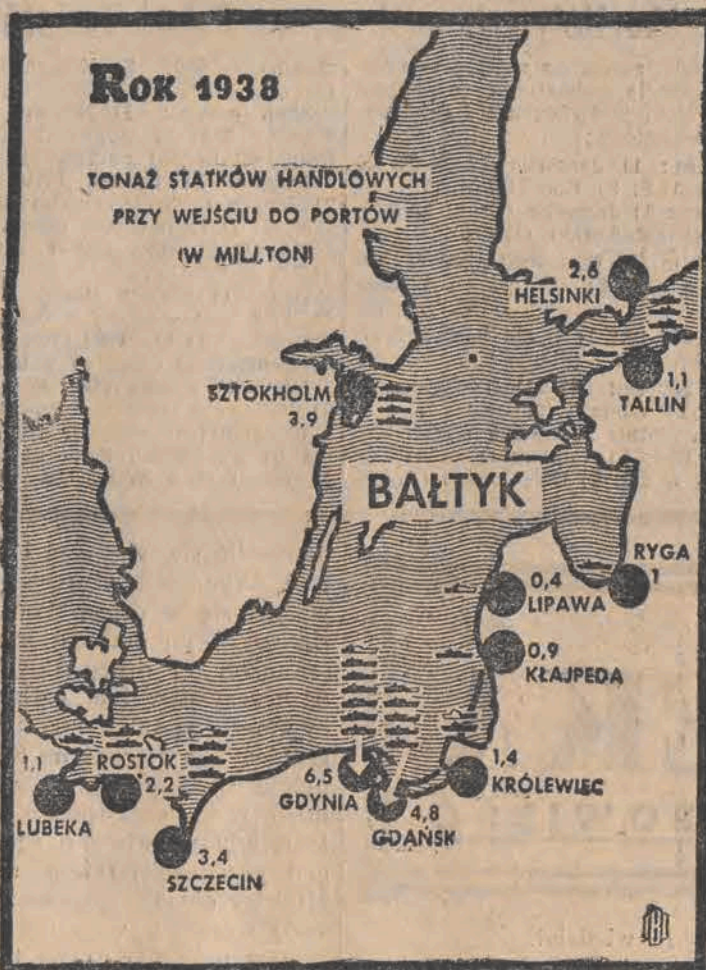 ROK 1938
TONAŻ STATKÓW HANDLOWYCH
PRZY WEJŚCIU DO PORTÓW
(W MILJ.TON)
2,6
HELSINKI
1,1
TALLIN
SZTOKHOLM
3,9
BAŁTYK
RYGA
1
0,4
LIPAWA
0,9
KŁAJPEDA
1,4
KRÓLEWIEC
6,5
GDYNIA
4,8
GDAŃSK
1,1
LUBEKA
ROSTOK
2,2
3,4
SZCZECIN